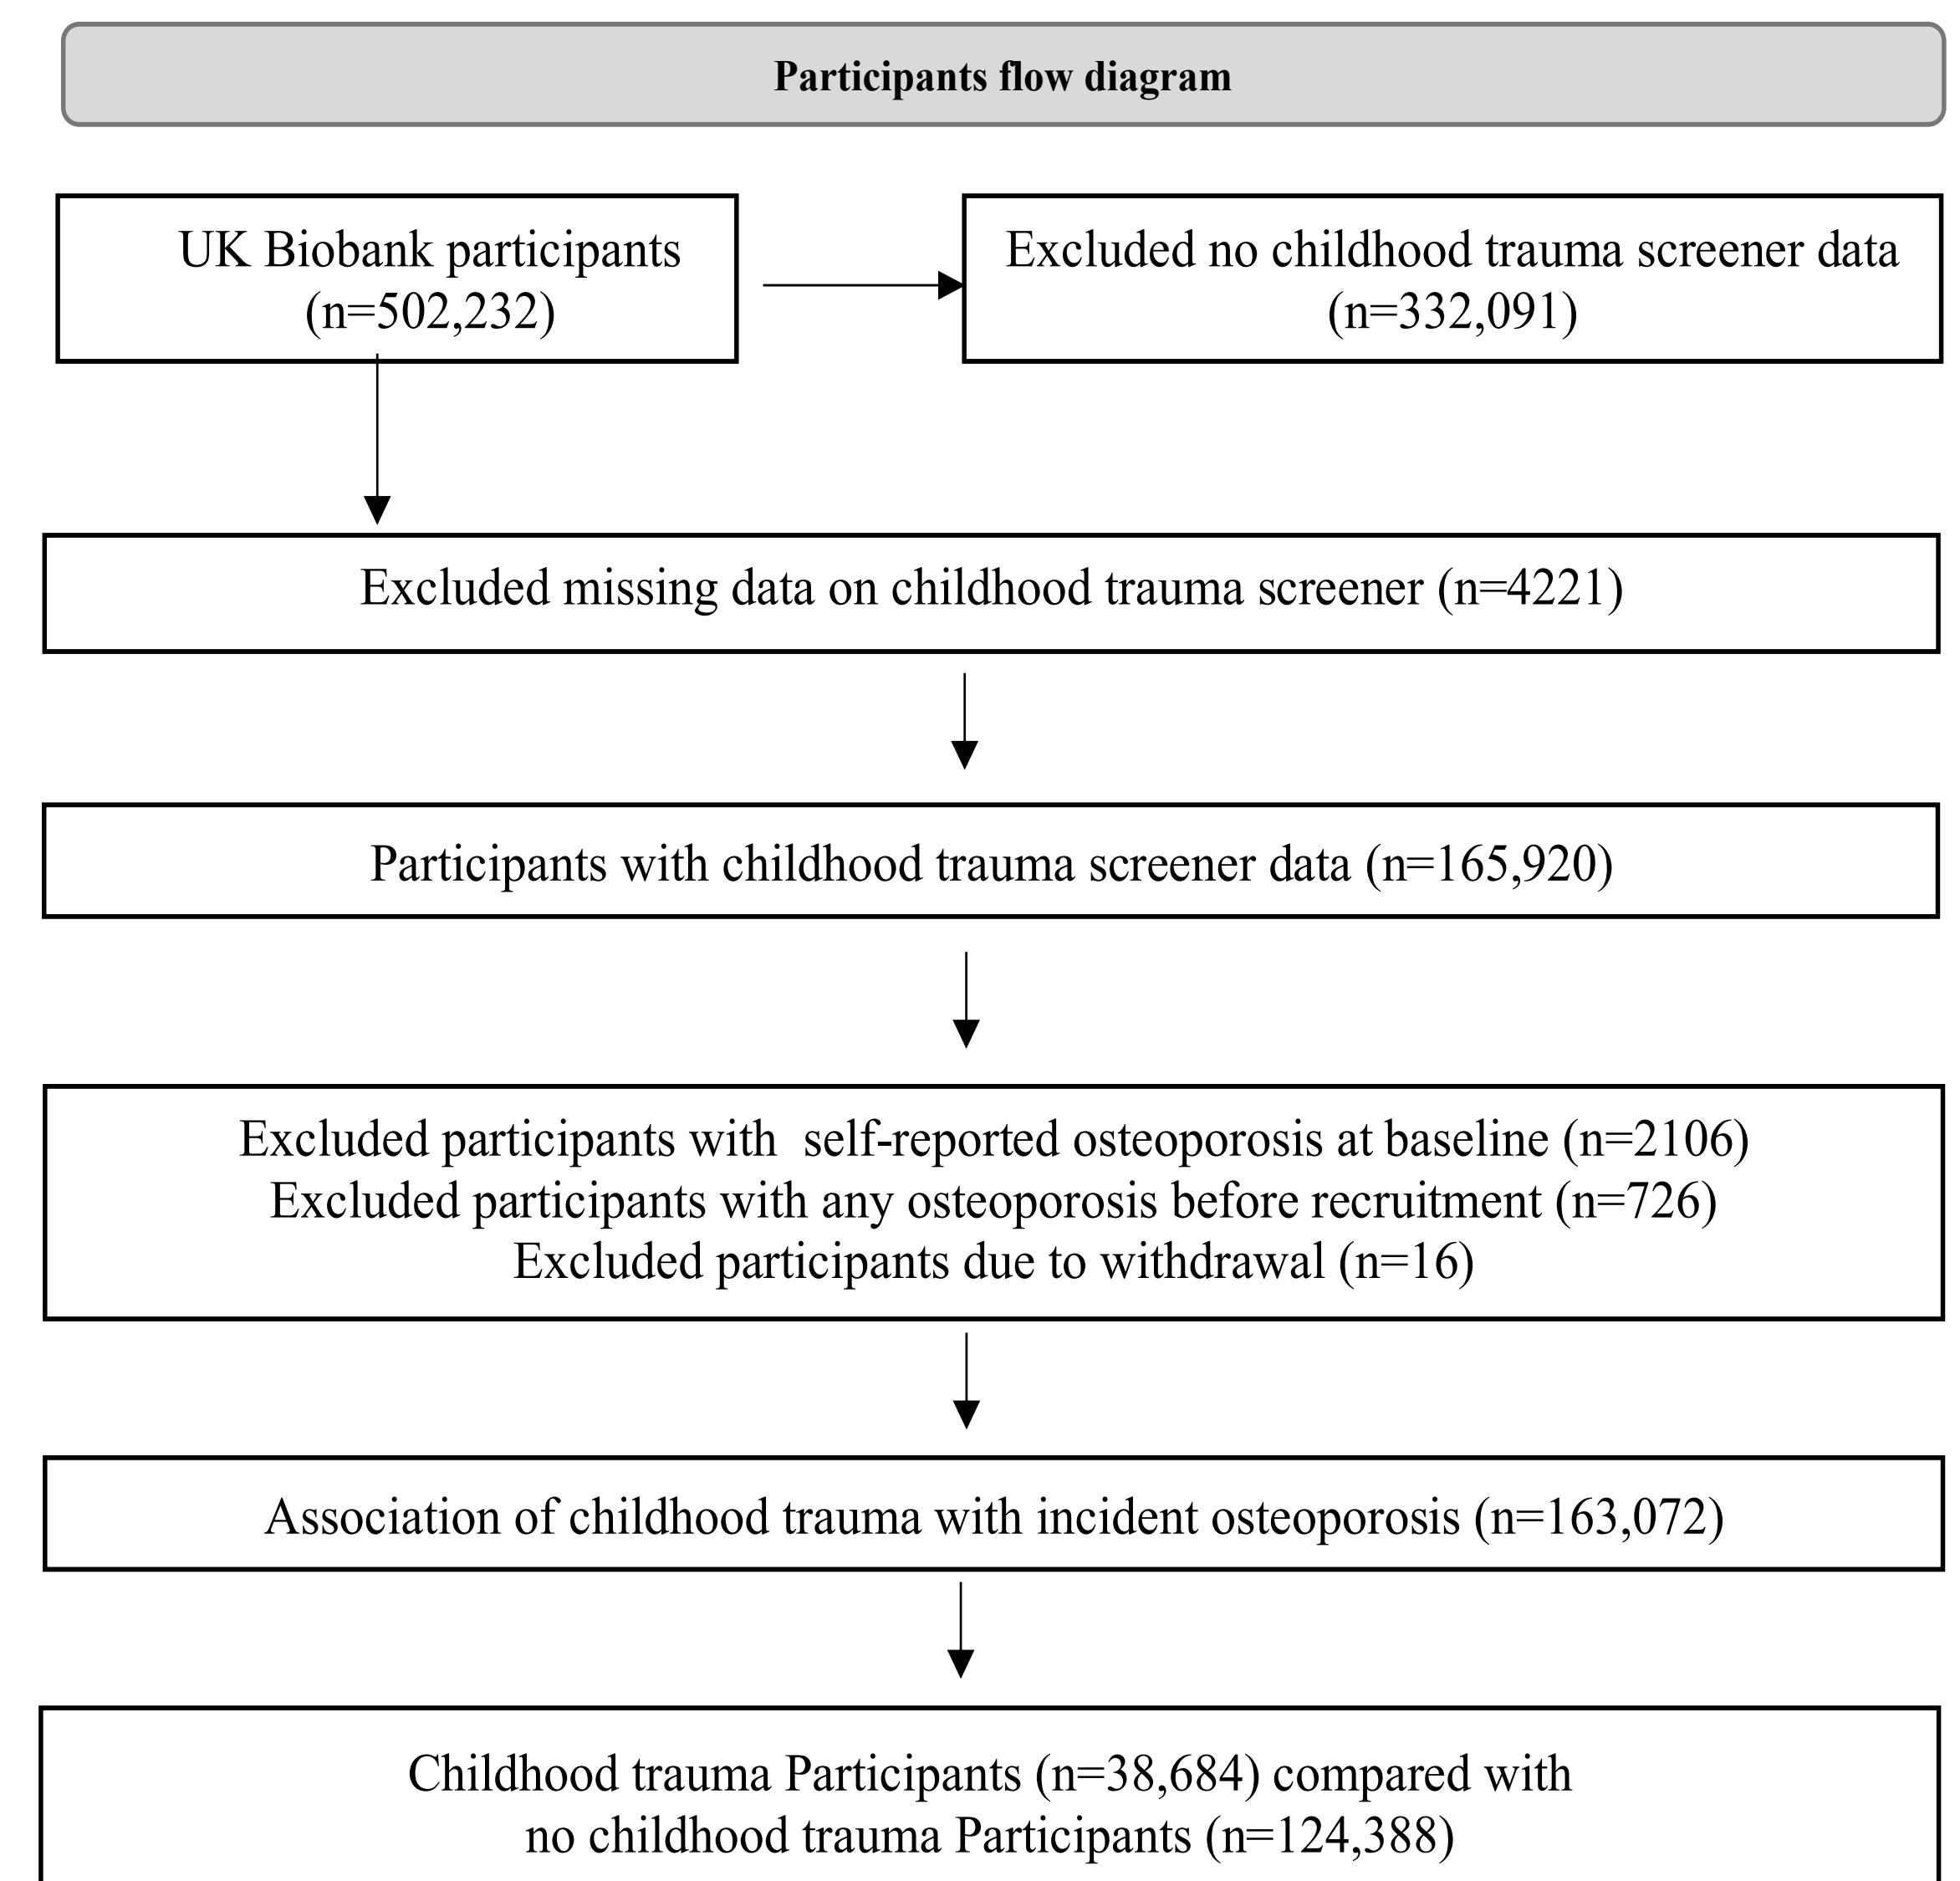 Participants flow diagram
UK Biobank participants
(n=502,232)
Excluded no childhood trauma screener data
(n=332,091)
Excluded missing data on childhood trauma screener (n=4221)
Participants with childhood trauma screener data (n=165,920)
Excluded participants with  self-reported osteoporosis at baseline (n=2106)
Excluded participants with any osteoporosis before recruitment (n=726)
Excluded participants due to withdrawal (n=16)
Association of childhood trauma with incident osteoporosis (n=163,072)
Childhood trauma Participants (n=38,684) compared with
no childhood trauma Participants (n=124,388)